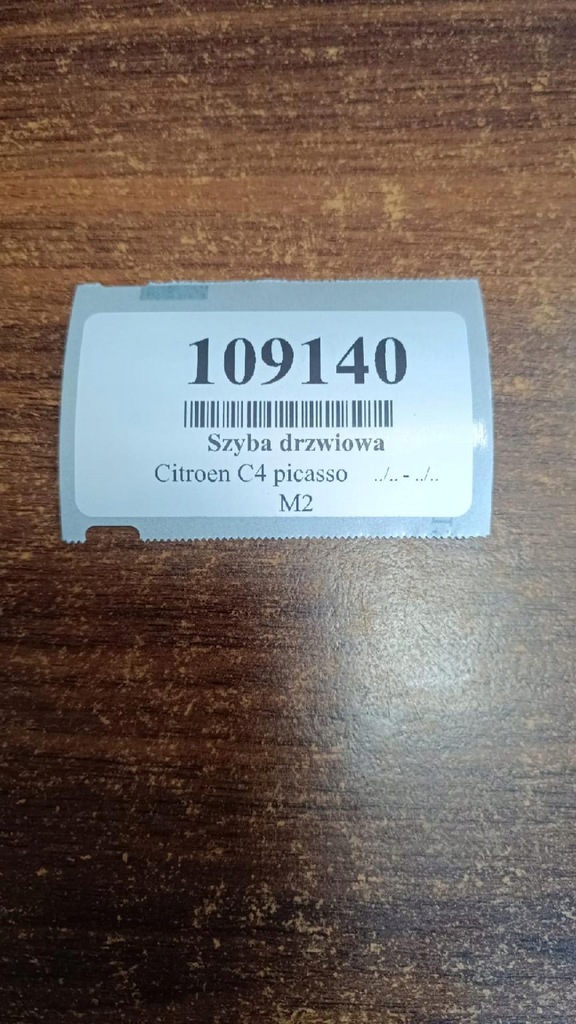 109140
Szyba drzwiowa
Citroen C4 picasso ../.. - ../..
M2